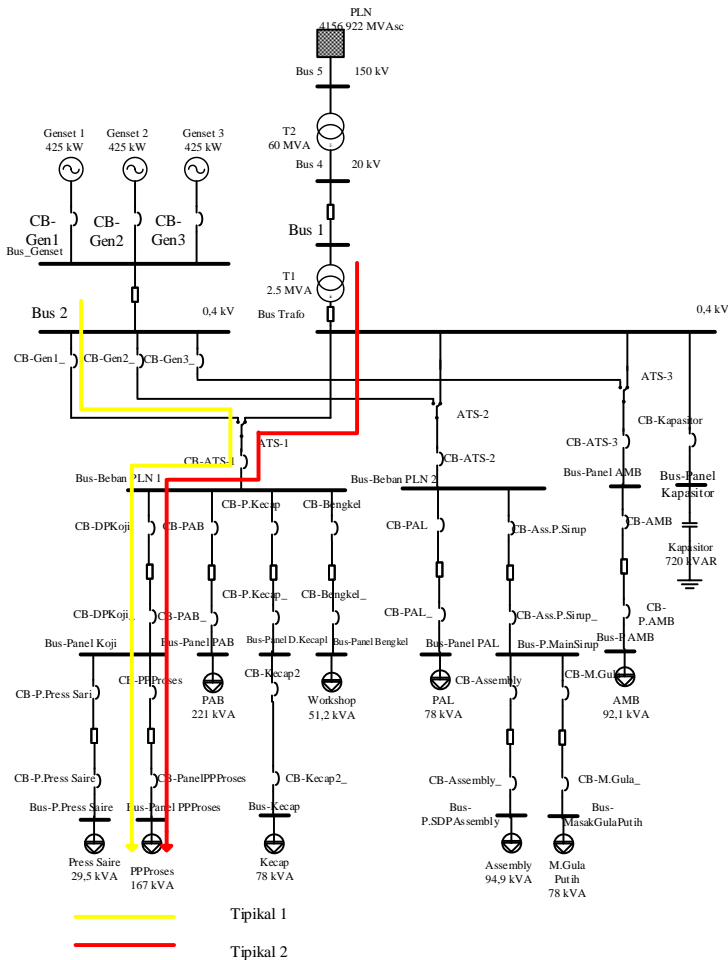 PLN
4156.922 MVAsc
Bus 5
150 kV
T2
60 MVA
Bus 4
20 kV
Genset 1
425 kW
Genset 2
425 kW
Genset 3
425 kW
CB-
Gen1
CB-
Gen2
CB-
Gen3
Bus_Genset
Bus 1
T1
2.5 MVA
Bus 2
0,4 kV
Bus Trafo
0,4 kV
CB-Gen1_
CB-Gen2_
CB-Gen3_
ATS-1
ATS-2
ATS-3
CB-ATS-1
CB-ATS-2
CB-ATS-3
CB-Kapasitor
Bus-Beban PLN 1
Bus-Beban PLN 2
Bus-Panel AMB
Bus-Panel
Kapasitor
CB-DPKoji
CB-PAB
CB-P.Kecap
CB-Bengkel
CB-PAL
CB-Ass.P.Sirup
CB-AMB
Kapasitor
720 kVAR
CB-DPKoji_
CB-PAB_
CB-P.Kecap_
CB-Bengkel_
CB-PAL_
CB-Ass.P.Sirup_
CB-
P.AMB
Bus-Panel Koji
Bus-Panel PAB
Bus-Panel D.Kecap1
Bus-Panel Bengkel
Bus-Panel PAL
Bus-P.MainSirup
Bus-P.AMB
CB-P.Press Sari
CB-PPProses
PAB
221 kVA
CB-Kecap2
Workshop
51,2 kVA
PAL
78 kVA
CB-Assembly
CB-M.Gula
AMB
92,1 kVA
CB-P.Press Saire
CB-PanelPPProses
CB-Kecap2_
CB-Assembly_
CB-M.Gula_
Bus-P.Press Saire
Bus-Panel PPProses
Bus-Kecap
Bus-
P.SDPAssembly
Bus-
MasakGulaPutih
Press Saire
29,5 kVA
PPProses
167 kVA
Kecap
78 kVA
Assembly
94,9 kVA
M.Gula
Putih
78 kVA
Tipikal 1
Tipikal 2